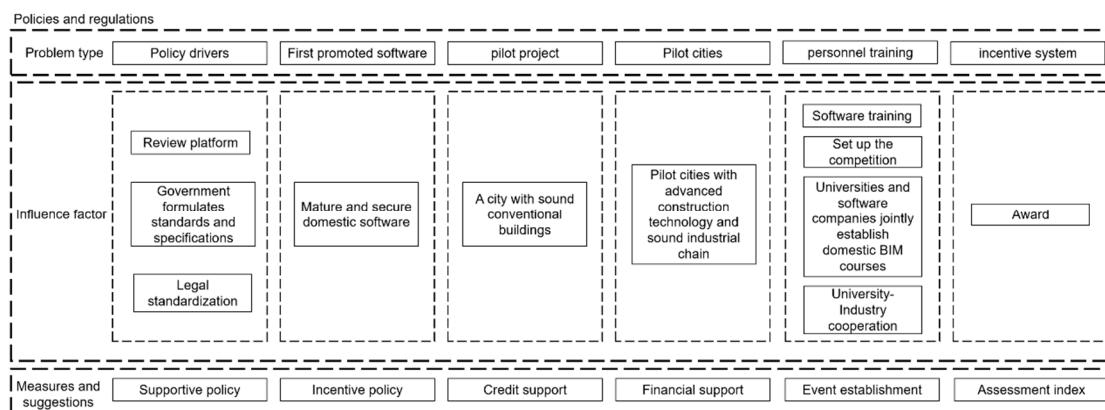 Policies and regulations
Problem type
Policy drivers
First promoted software
pilot project
Pilot cities
personnel training
incentive system
Influence factor
Review platform
Government
formulates
standards and
specifications
Legal
standardization
Mature and secure
domestic software
A city with sound
conventional
buildings
Pilot cities with
advanced
construction
technology and
sound industrial
chain
Software training
Set up the
competition
Universities and
software
companies jointly
establish
domestic BIM
courses
University-
Industry
cooperation
Award
Measures and
suggestions
Supportive policy
Incentive policy
Credit support
Financial support
Event establishment
Assessment index